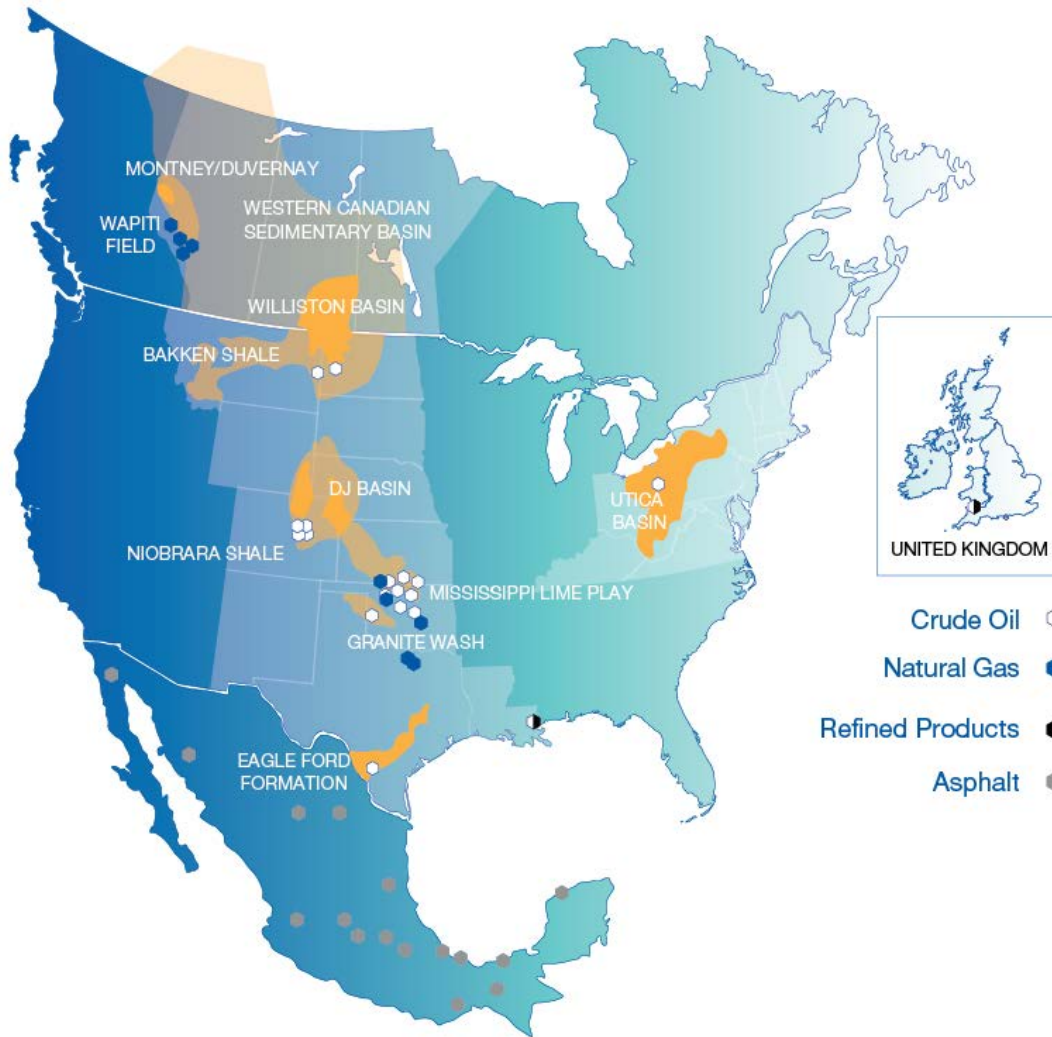 MONTNEY/DUVERNAY
WAPITI
FIELD
WESTERN CANADIAN
SEDIMENTARY BASIN
WILLISTON BASIN
BAKKEN SHALE
DJ BASIN
NIOBRARA SHALE
UTICA
BASIN
MISSISSIPPI LIME PLAY
GRANITE WASH
EAGLE FORD
FORMATION
UNITED KINGDOM
Crude Oil
Natural Gas
Refined Products
Asphalt